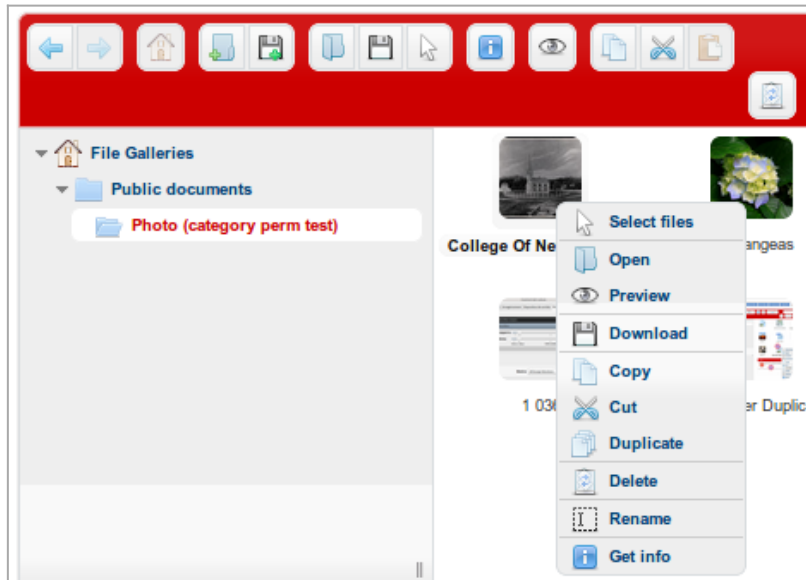 File Galleries
Public documents
Photo (category perm test)
College Of Ne
angeas
1 03
er Duplic
Select files
Open
Preview
Download
Copy
Cut
Duplicate
Delete
Rename
Get info